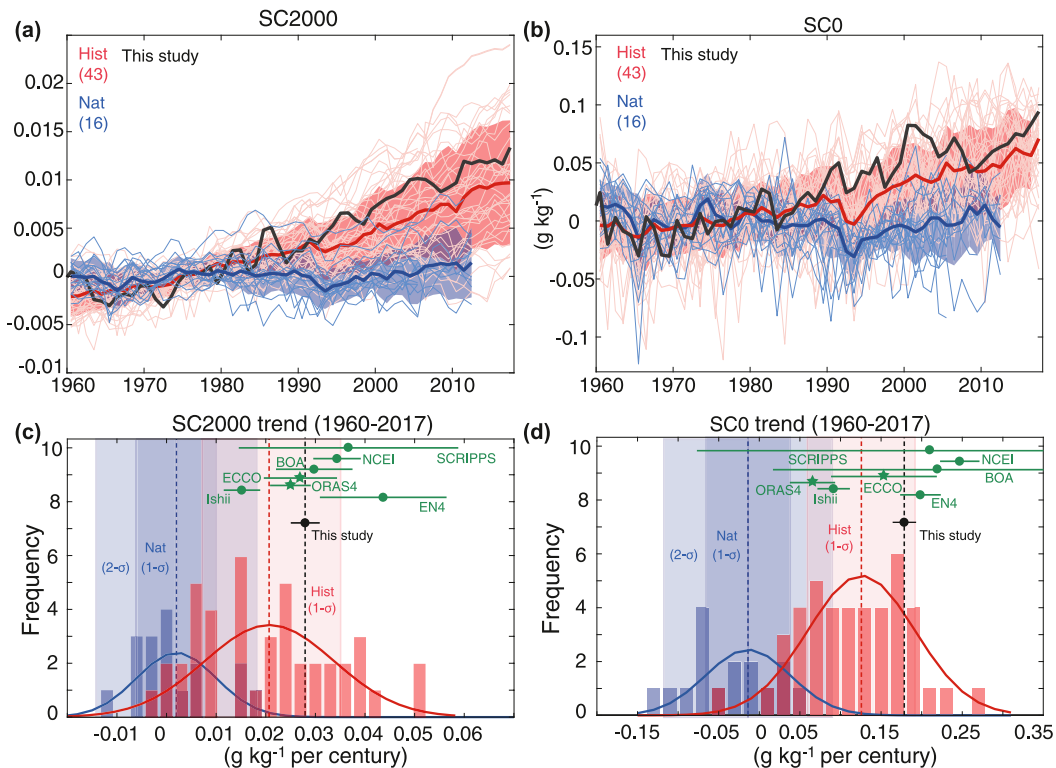 (a)
SC2000
Hist
(43)
This study
Nat
(16)
0.02
0.015
0.01
0.005
0
-0.005
-0.01
1960
1970
1980
1990
2000
2010
(b)
SC0
Hist
(43)
This study
Nat
(16)
(g kg⁻¹)
0.15
0.1
0.05
0
-0.05
-0.1
1960
1970
1980
1990
2000
2010
(c)
SC2000 trend (1960-2017)
Frequency
10
8
6
4
2
0
SCRIPPS
NCEI
BOA
ECCO
ORAS4
Ishii
EN4
This study
Nat
(2-σ)
(1-σ)
Hist
(1-σ)
-0.01
0
0.01
0.02
0.03
0.04
0.05
0.06
(g kg⁻¹ per century)
(d)
SC0 trend (1960-2017)
Frequency
10
8
6
4
2
0
SCRIPPS
NCEI
BOA
ORAS4
ECCO
Ishii
EN4
This study
Nat
(2-σ)
(1-σ)
Hist
(1-σ)
-0.15
-0.05
0
0.05
0.15
0.25
0.35
(g kg⁻¹ per century)